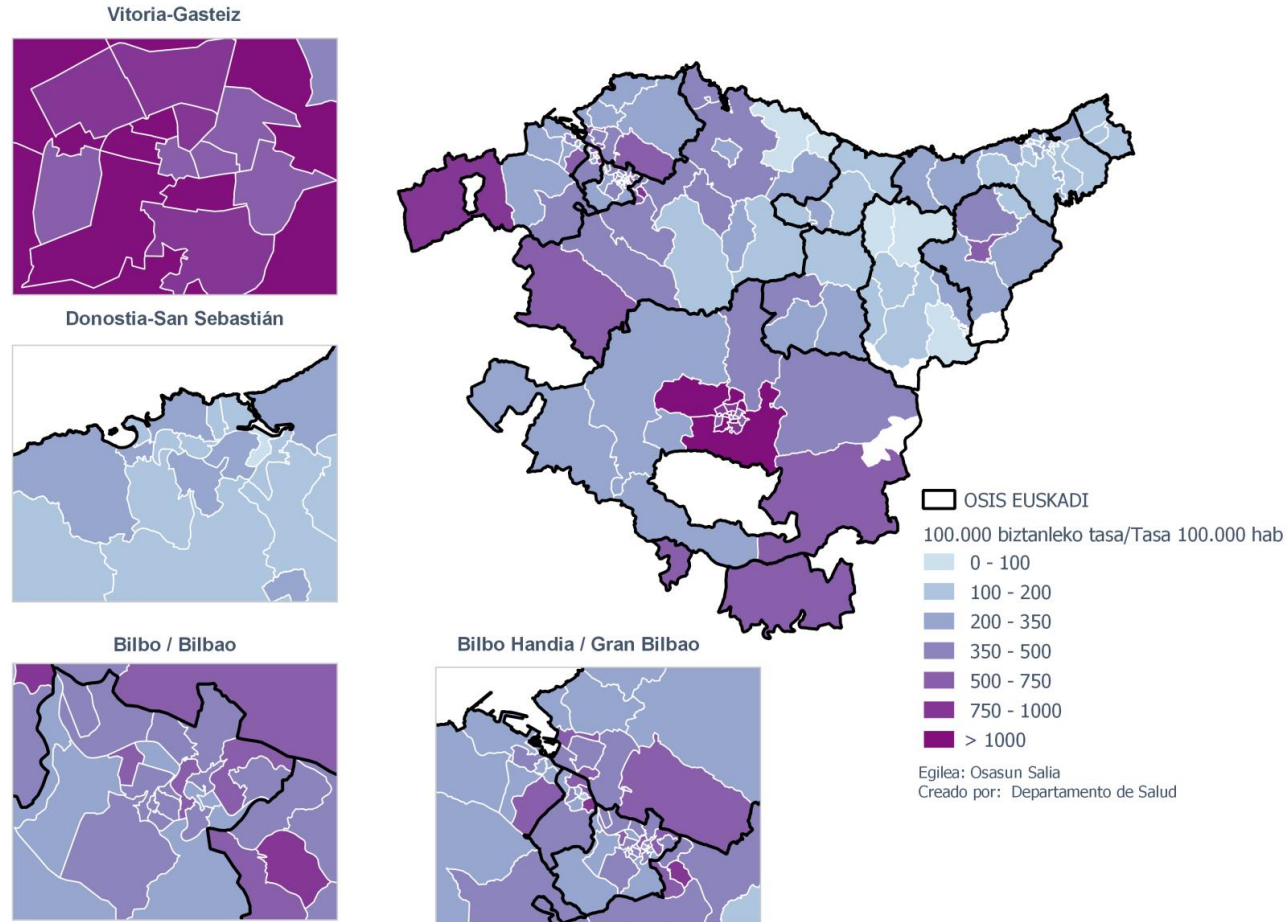 Vitoria-Gasteiz
Donostia-San Sebastián
Bilbo / Bilbao
Bilbo Handia / Gran Bilbao
OSIS EUSKADI
100.000 biztanleko tasa/Tasa 100.000 hab
0 - 100
100 - 200
200 - 350
350 - 500
500 - 750
750 - 1000
> 1000
Egilea: Osasun Salia
Creado por: Departamento de Salud